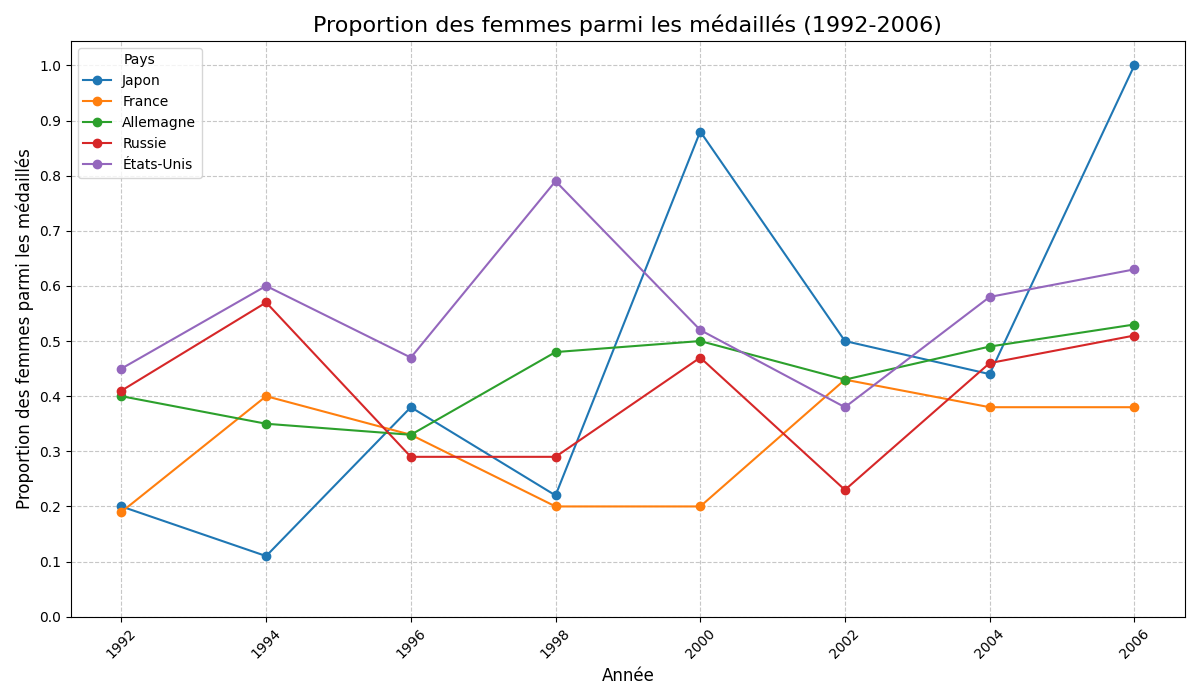 Proportion des femmes parmi les médaillés (1992-2006)
Proportion des femmes parmi les médaillés
1.0
0.9
0.8
0.7
0.6
0.5
0.4
0.3
0.2
0.1
0.0
Pays
Japon
France
Allemagne
Russie
États-Unis
1992
1994
1996
1998
2000
2002
2004
2006
Année